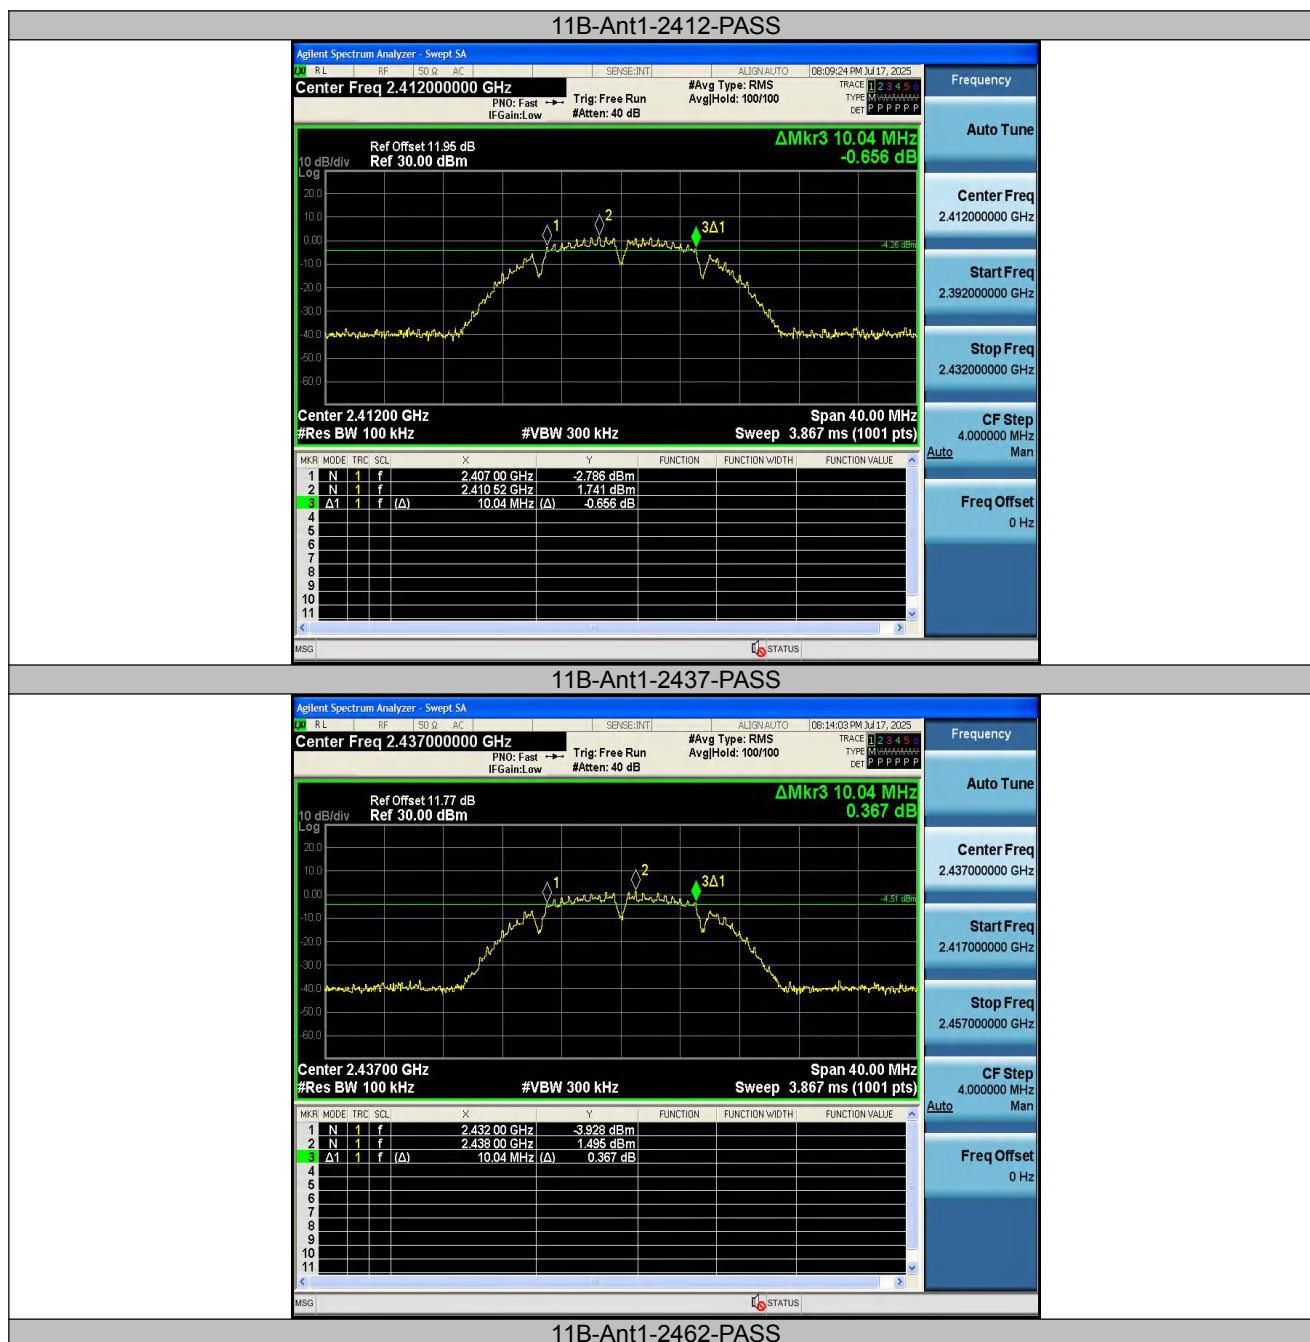 11B-Ant1-2412-PASS
Agilent Spectrum Analyzer - Swept SA
LXI RL RF 50 Ω AC SENSE:INT ALIGNAUTO 08:09:24 PM Jul 17, 2025
Center Freq 2.412000000 GHz #Avg Type: RMS TRACE 1 2 3 4 5 6
PNO: Fast Trig: Free Run Avg|Hold: 100/100 TYPE M
IFGain:Low #Atten: 40 dB DET P P P P P P
ΔMkr3 10.04 MHz
Ref Offset 11.95 dB
-0.656 dB
10 dB/div Ref 30.00 dBm
Log
20.0
10.0
0.00
-10.0
-20.0
-30.0
-40.0
-50.0
-60.0
1
2
3Δ1
-4.26 dBm
Center 2.41200 GHz Span 40.00 MHz
#Res BW 100 kHz #VBW 300 kHz Sweep 3.867 ms (1001 pts)
MKR MODE TRC SCL X Y FUNCTION FUNCTION WIDTH FUNCTION VALUE
1 N 1 f 2.407 00 GHz -2.786 dBm
2 N 1 f 2.410 52 GHz 1.741 dBm
3 Δ1 1 f (Δ) 10.04 MHz (Δ) -0.656 dB
4
5
6
7
8
9
10
11
MSG STATUS
Frequency
Auto Tune
Center Freq
2.412000000 GHz
Start Freq
2.392000000 GHz
Stop Freq
2.432000000 GHz
CF Step
4.000000 MHz
Auto Man
Freq Offset
0 Hz
11B-Ant1-2437-PASS
Agilent Spectrum Analyzer - Swept SA
LXI RL RF 50 Ω AC SENSE:INT ALIGNAUTO 08:14:03 PM Jul 17, 2025
Center Freq 2.437000000 GHz #Avg Type: RMS TRACE 1 2 3 4 5 6
PNO: Fast Trig: Free Run Avg|Hold: 100/100 TYPE M
IFGain:Low #Atten: 40 dB DET P P P P P P
ΔMkr3 10.04 MHz
Ref Offset 11.77 dB
0.367 dB
10 dB/div Ref 30.00 dBm
Log
20.0
10.0
0.00
-10.0
-20.0
-30.0
-40.0
-50.0
-60.0
1
2
3Δ1
-4.51 dBm
Center 2.43700 GHz Span 40.00 MHz
#Res BW 100 kHz #VBW 300 kHz Sweep 3.867 ms (1001 pts)
MKR MODE TRC SCL X Y FUNCTION FUNCTION WIDTH FUNCTION VALUE
1 N 1 f 2.432 00 GHz -3.928 dBm
2 N 1 f 2.438 00 GHz 1.495 dBm
3 Δ1 1 f (Δ) 10.04 MHz (Δ) 0.367 dB
4
5
6
7
8
9
10
11
MSG STATUS
Frequency
Auto Tune
Center Freq
2.437000000 GHz
Start Freq
2.417000000 GHz
Stop Freq
2.457000000 GHz
CF Step
4.000000 MHz
Auto Man
Freq Offset
0 Hz
11B-Ant1-2462-PASS